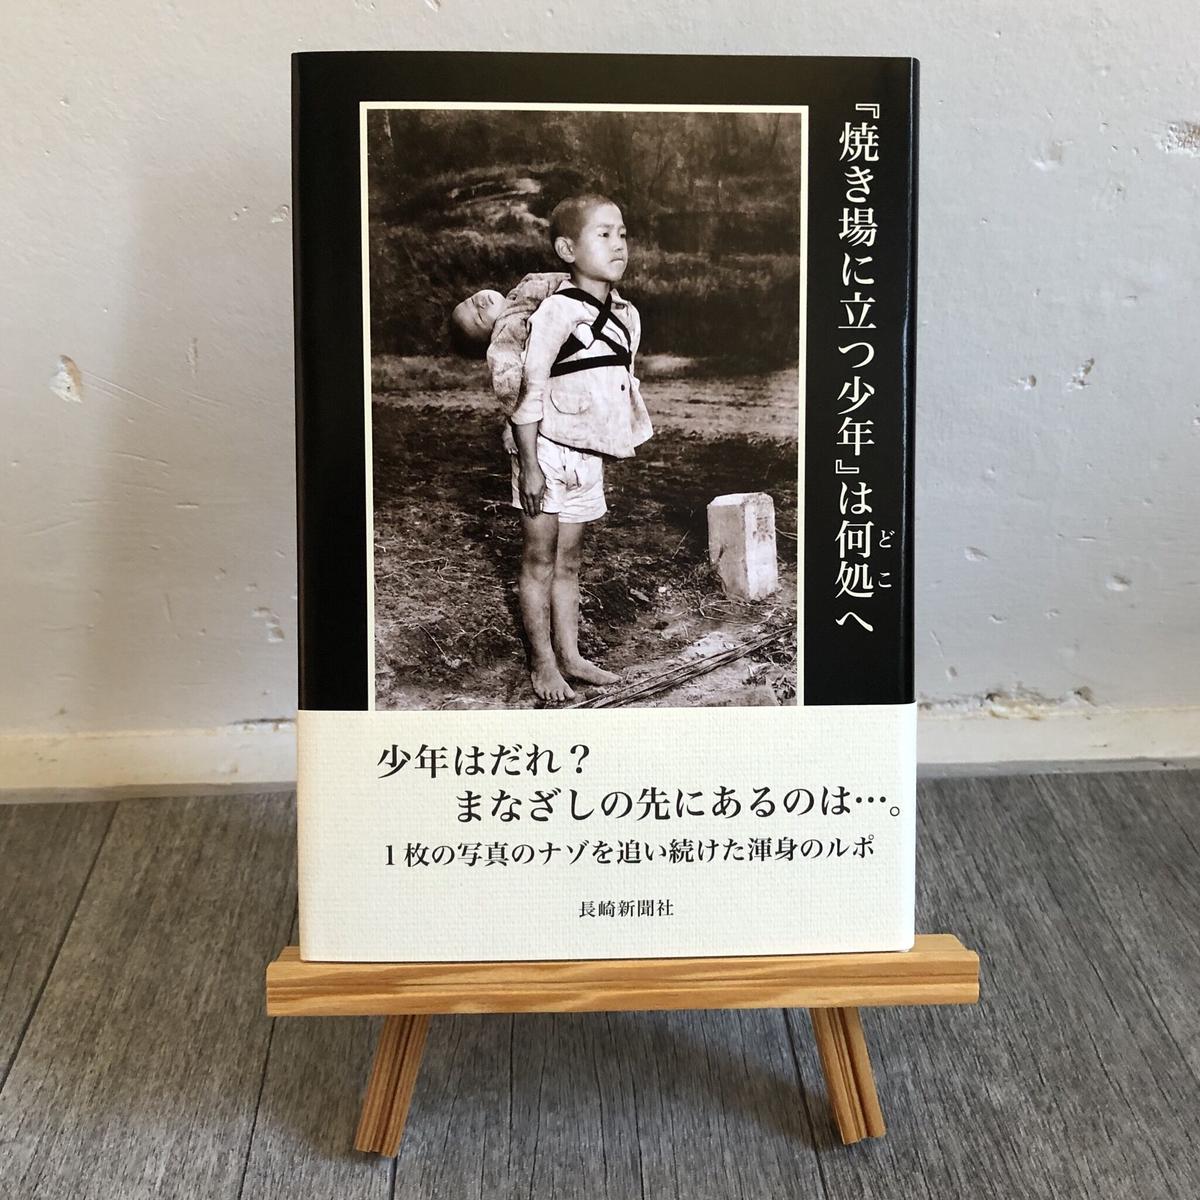 『焼き場に立つ少年』は何処へ
どこ
少年はだれ？
まなざしの先にあるのは…。
1枚の写真のナゾを追い続けた渾身のルポ
長崎新聞社